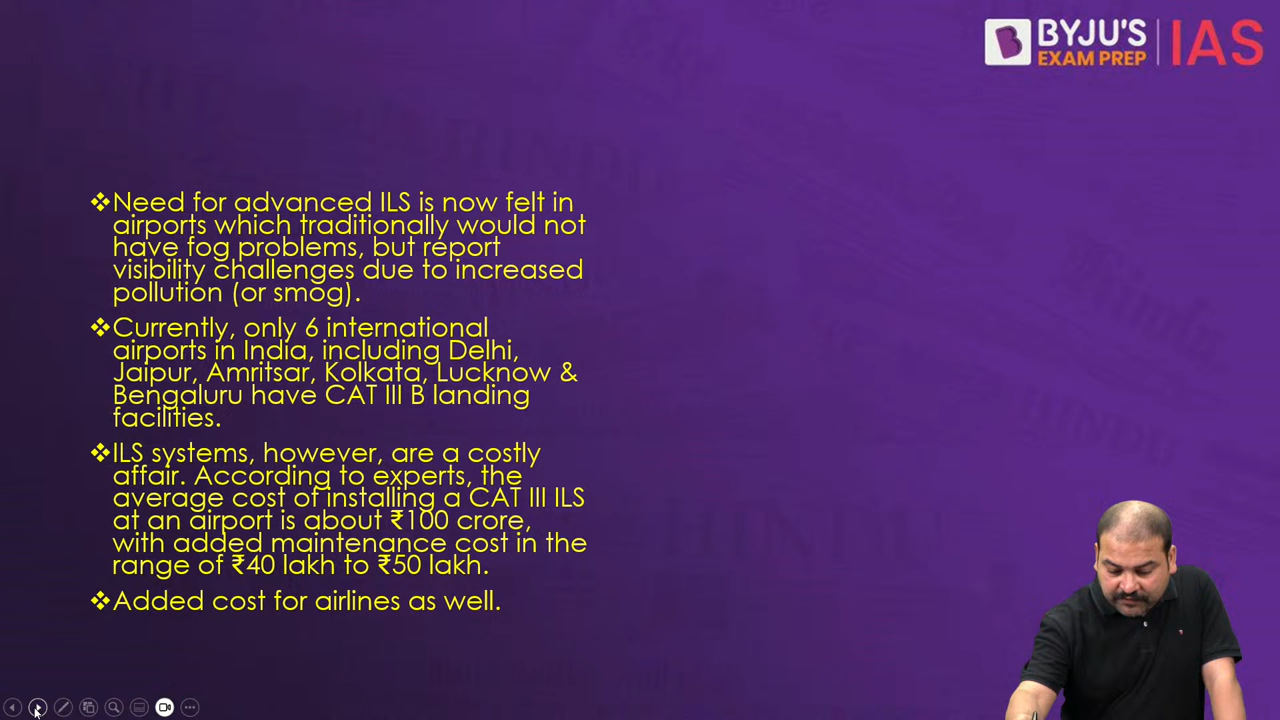 BYJU'S
EXAM PREP
IAS
❖Need for advanced ILS is now felt in
airports which traditionally would not
have fog problems, but report
visibility challenges due to increased
pollution (or smog).
❖Currently, only 6 international
airports in India, including Delhi,
Jaipur, Amritsar, Kolkata, Lucknow &
Bengaluru have CAT III B landing
facilities.
❖ILS systems, however, are a costly
affair. According to experts, the
average cost of installing a CAT III ILS
at an airport is about ₹100 crore,
with added maintenance cost in the
range of ₹40 lakh to ₹50 lakh.
❖Added cost for airlines as well.